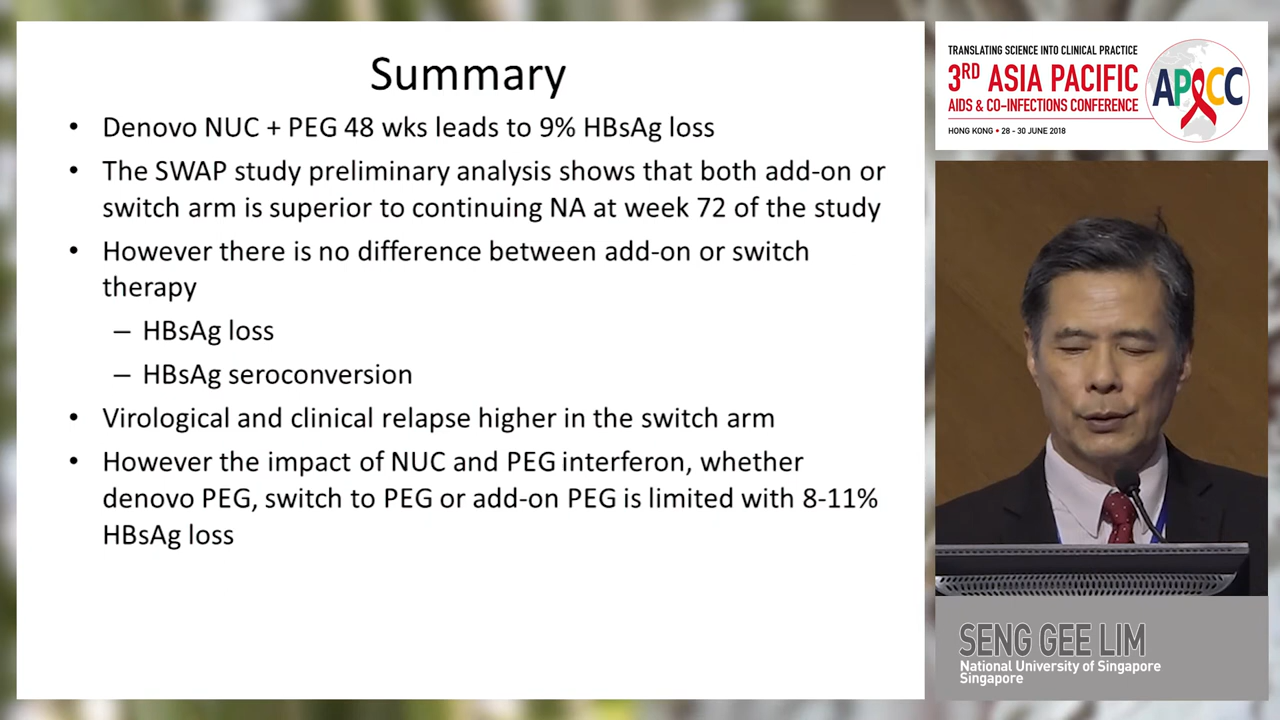 Summary
• Denovo NUC + PEG 48 wks leads to 9% HBsAg loss
• The SWAP study preliminary analysis shows that both add-on or
switch arm is superior to continuing NA at week 72 of the study
• However there is no difference between add-on or switch
therapy
– HBsAg loss
– HBsAg seroconversion
• Virological and clinical relapse higher in the switch arm
• However the impact of NUC and PEG interferon, whether
denovo PEG, switch to PEG or add-on PEG is limited with 8-11%
HBsAg loss
TRANSLATING SCIENCE INTO CLINICAL PRACTICE
3RD ASIA PACIFIC
AIDS & CO-INFECTIONS CONFERENCE
HONG KONG • 28 - 30 JUNE 2018
APACC
SENG GEE LIM
National University of Singapore
Singapore